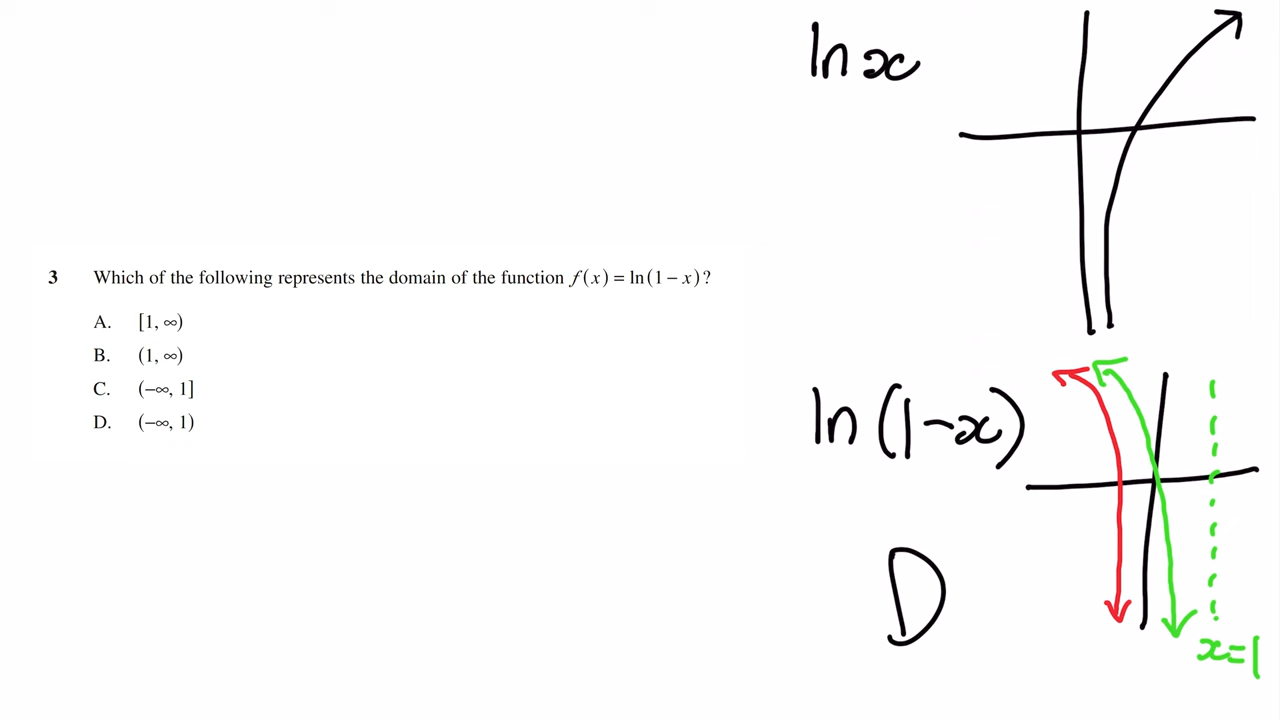 ln x
3 Which of the following represents the domain of the function f(x) = ln(1 − x)?
A. [1, ∞)
B. (1, ∞)
C. (−∞, 1]
D. (−∞, 1)
ln (1-x)
D
x=1